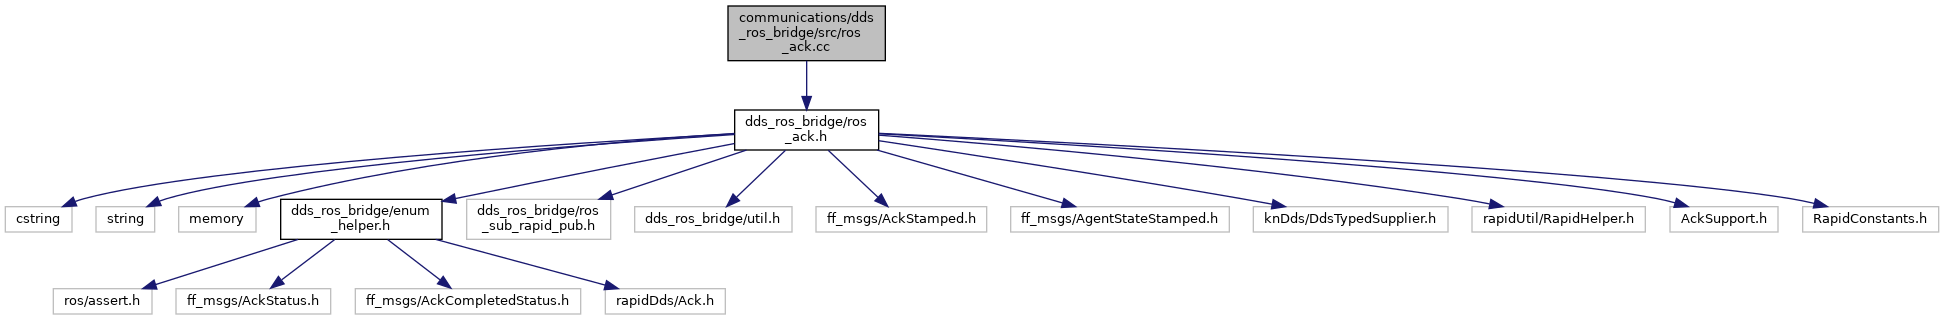 communications/dds
_ros_bridge/src/ros
_ack.cc
dds_ros_bridge/ros
_ack.h
cstring
string
memory
dds_ros_bridge/enum
_helper.h
dds_ros_bridge/ros
_sub_rapid_pub.h
dds_ros_bridge/util.h
ff_msgs/AckStamped.h
ff_msgs/AgentStateStamped.h
knDds/DdsTypedSupplier.h
rapidUtil/RapidHelper.h
AckSupport.h
RapidConstants.h
ros/assert.h
ff_msgs/AckStatus.h
ff_msgs/AckCompletedStatus.h
rapidDds/Ack.h